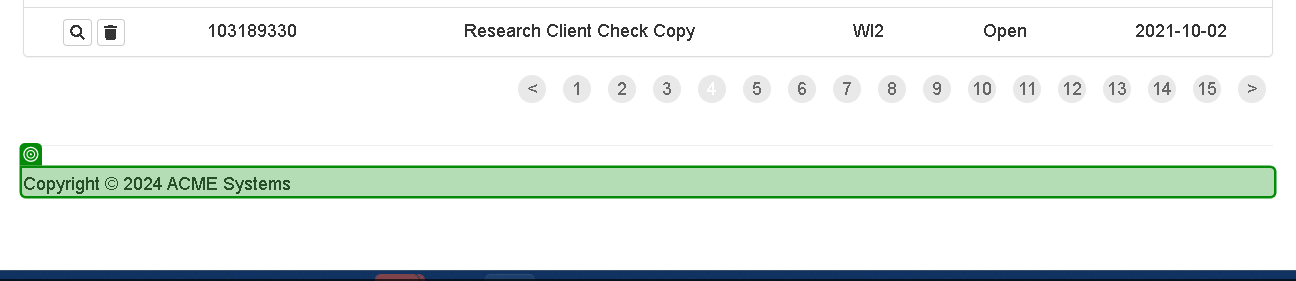 103189330 Research Client Check Copy WI2 Open 2021-10-02
< 1 2 3 4 5 6 7 8 9 10 11 12 13 14 15 >
Copyright © 2024 ACME Systems